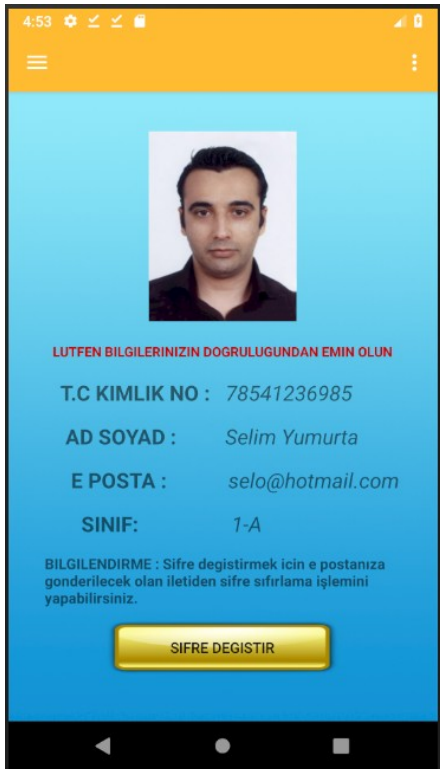 4:53
LUTFEN BILGILERINIZIN DOGRULUGUNDAN EMIN OLUN
T.C KIMLIK NO : 78541236985
AD SOYAD : Selim Yumurta
E POSTA : selo@hotmail.com
SINIF: 1-A
BILGILENDIRME : Sifre degistirmek icin e postanıza
gonderilecek olan iletiden sifre sıfırlama işlemini
yapabilirsiniz.
SIFRE DEGISTIR